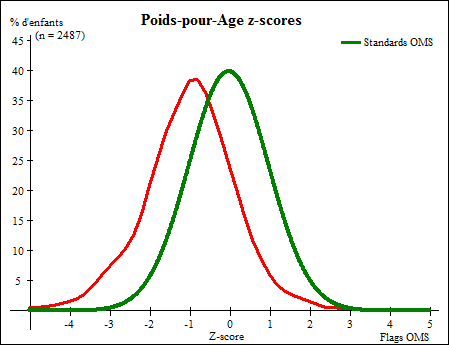 Poids-pour-Age z-scores
% d'enfants
(n = 2487)
Standards OMS
45
40
35
30
25
20
15
10
5
-4 -3 -2 -1 0 1 2 3 4 5
Z-score
Flags OMS